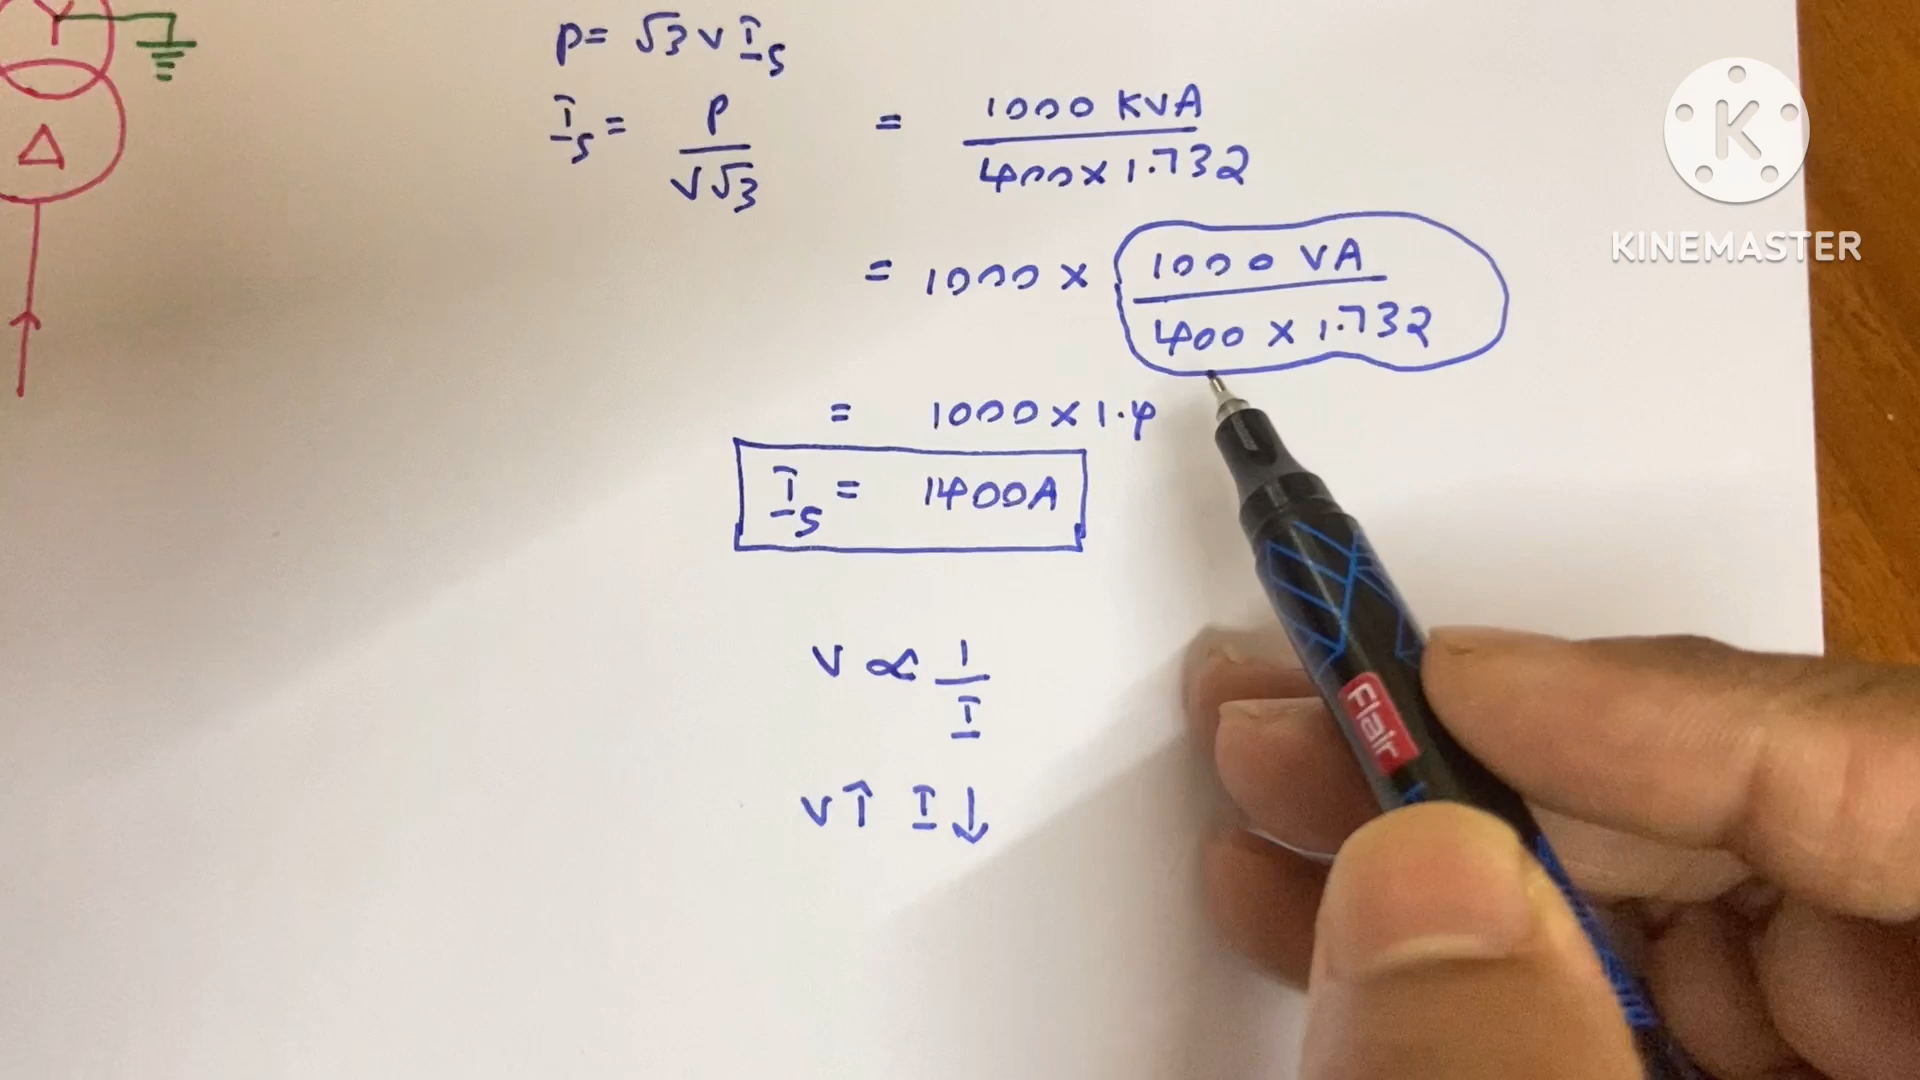 Y
Δ
P = √3 V I_S
I_S = P / V√3 = 1000 KVA / 400 × 1.732
= 1000 × 1000 VA / 400 × 1.732
= 1000 × 1.4
I_S = 1400A
V ∝ 1 / I
V ↑ I ↓
Flair
K
KINEMASTER